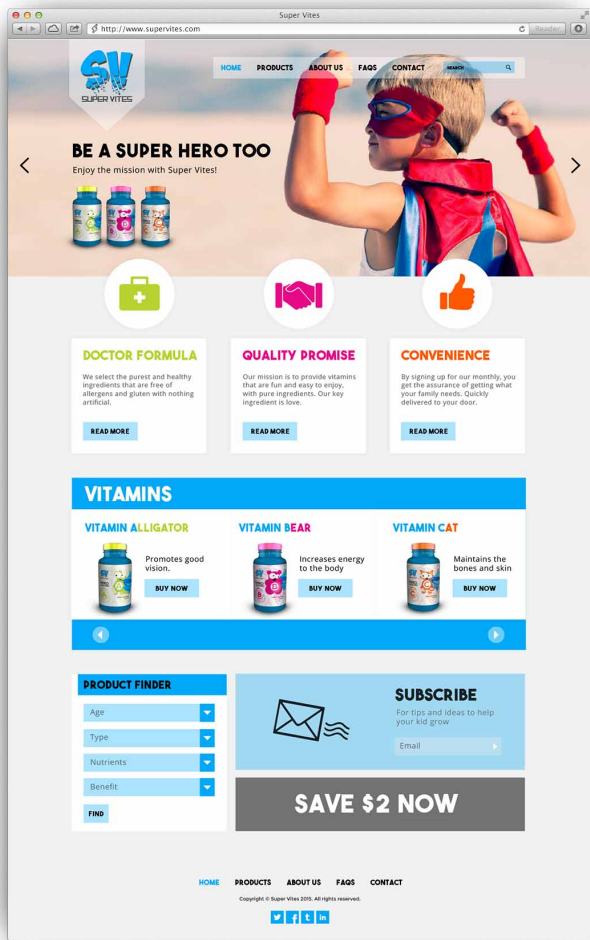 Super Vites
http://www.supervites.com
Reader
SV
SUPER VITES
HOME PRODUCTS ABOUT US FAQS CONTACT SEARCH
BE A SUPER HERO TOO
Enjoy the mission with Super Vites!
DOCTOR FORMULA
We select the purest and healthy
ingredients that are free of
allergens and gluten with nothing
artificial.
READ MORE
QUALITY PROMISE
Our mission is to provide vitamins
that are fun and easy to enjoy,
with pure ingredients. Our key
ingredient is love.
READ MORE
CONVENIENCE
By signing up for our monthly, you
get the assurance of getting what
your family needs. Quickly
delivered to your door.
READ MORE
VITAMINS
VITAMIN ALLIGATOR
Promotes good
vision.
BUY NOW
VITAMIN BEAR
Increases energy
to the body
BUY NOW
VITAMIN CAT
Maintains the
bones and skin
BUY NOW
PRODUCT FINDER
Age
Type
Nutrients
Benefit
FIND
SUBSCRIBE
For tips and ideas to help
your kid grow
Email
SAVE $2 NOW
HOME PRODUCTS ABOUT US FAQS CONTACT
Copyright © Super Vites 2015. All rights reserved.